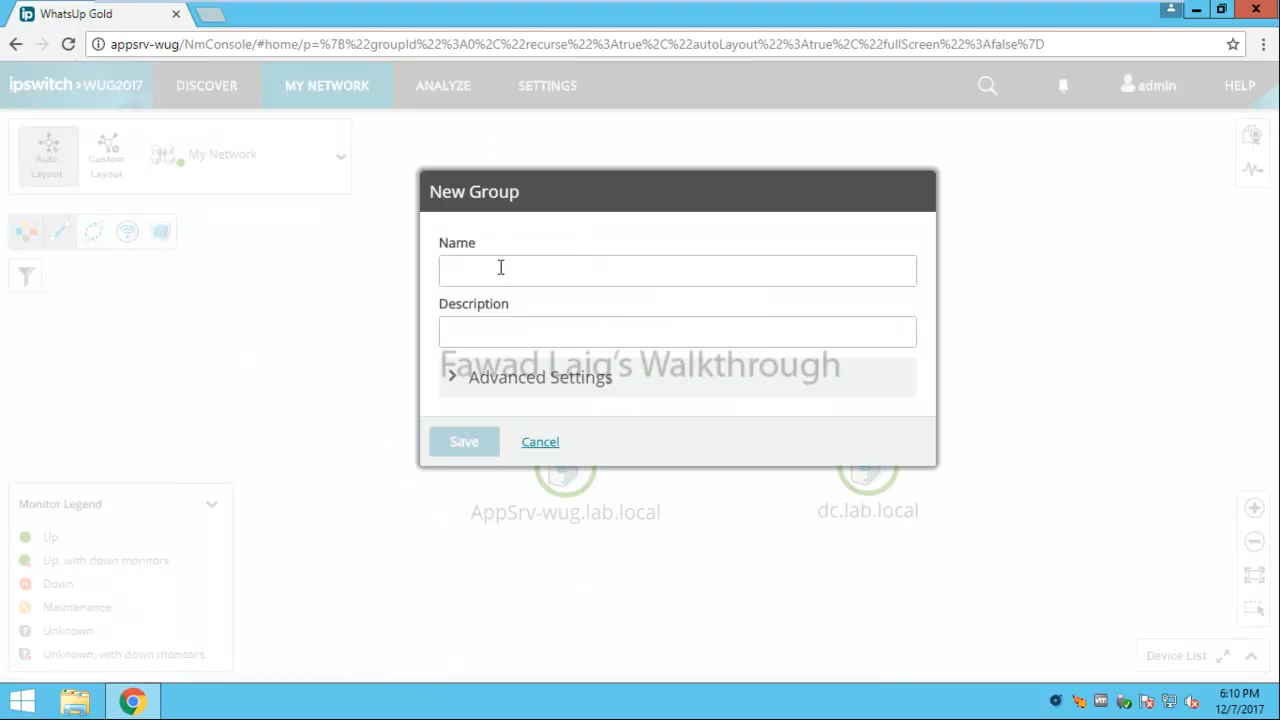 WhatsUp Gold
appsrv-wug/NmConsole/#home/p=%7B%22groupId%22%3A0%2C%22recurse%22%3Atrue%2C%22autoLayout%22%3Atrue%2C%22fullScreen%22%3Afalse%7D
ipswitch >WUG2017
DISCOVER
MY NETWORK
ANALYZE
SETTINGS
admin
HELP
Auto
Layout
Custom
Layout
My Network
New Group
Name
Description
Fawad Laiq's Walkthrough
Advanced Settings
Save
Cancel
AppSrv-wug.lab.local
dc.lab.local
Monitor Legend
Up
Up, with down monitors
Down
Maintenance
Unknown
Unknown, with down monitors
Device List
6:10 PM
12/7/2017